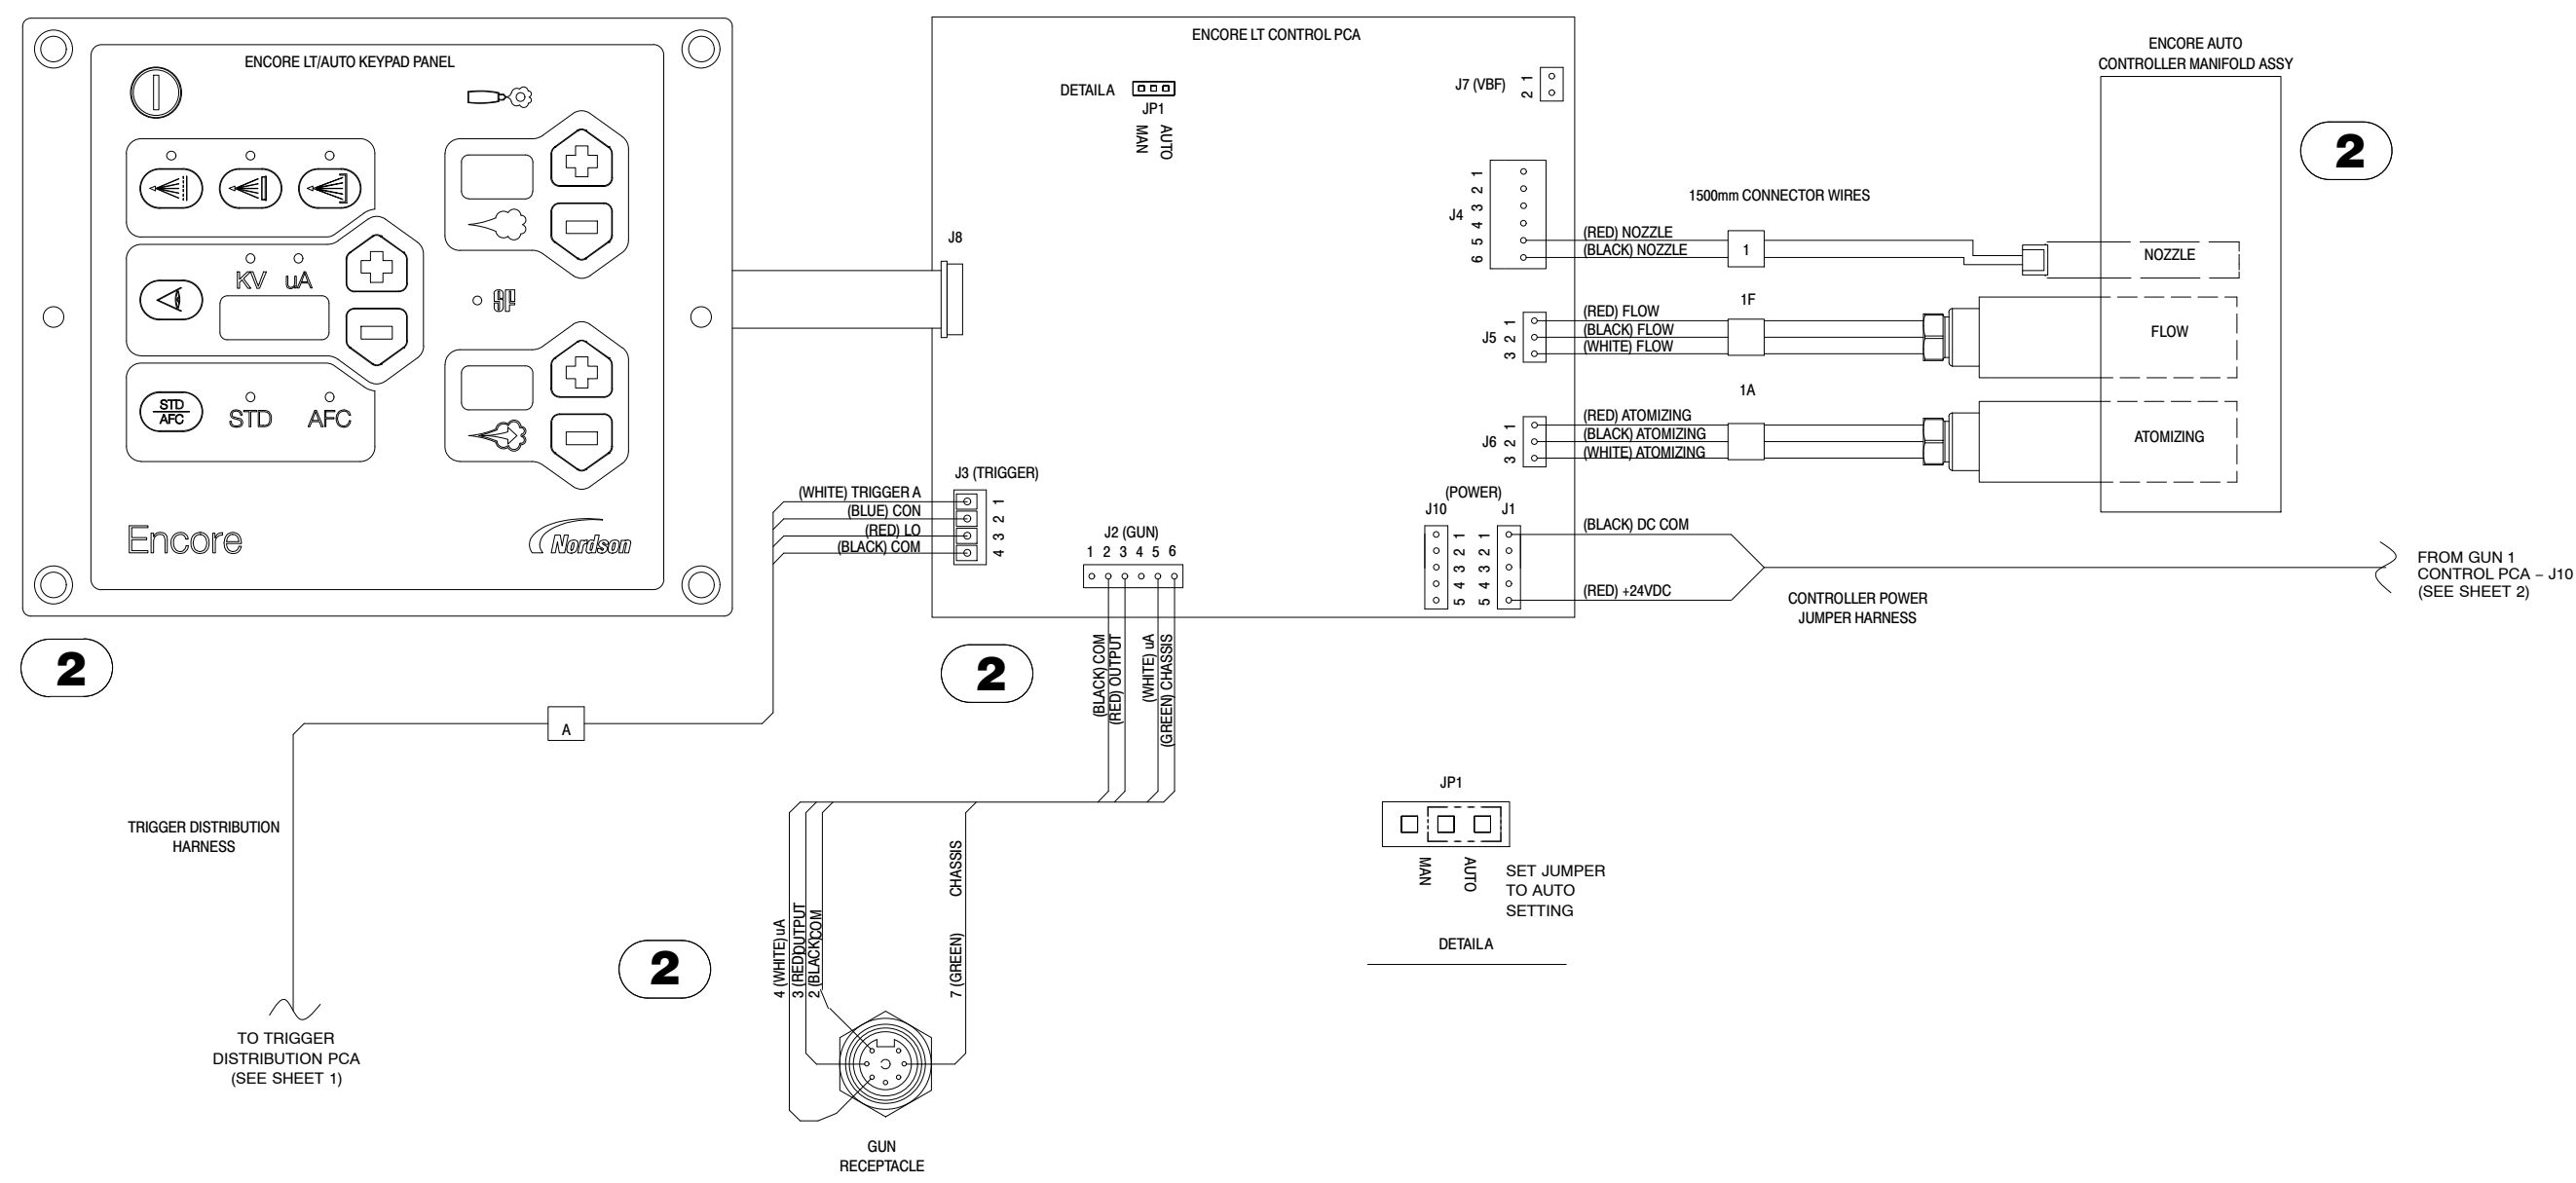 ENCORE LT/AUTO KEYPAD PANEL
KV uA
STD
AFC
STD AFC
Encore
Nordson
2
ENCORE LT CONTROL PCA
DETAIL A
JP1
MAN
AUTO
J7 (VBF)
1
2
J8
J4
1
2
3
4
5
6
(RED) NOZZLE
(BLACK) NOZZLE
1500mm CONNECTOR WIRES
1
J5
1
2
3
(RED) FLOW
(BLACK) FLOW
(WHITE) FLOW
1F
J6
1
2
3
(RED) ATOMIZING
(BLACK) ATOMIZING
(WHITE) ATOMIZING
1A
ENCORE AUTO
CONTROLLER MANIFOLD ASSY
NOZZLE
FLOW
ATOMIZING
2
J3 (TRIGGER)
(WHITE) TRIGGER A
(BLUE) CON
(RED) LO
(BLACK) COM
1
2
3
4
J2 (GUN)
1 2 3 4 5 6
(POWER)
J10
J1
1
2
3
4
5
1
2
3
4
5
(BLACK) DC COM
(RED) +24VDC
CONTROLLER POWER
JUMPER HARNESS
FROM GUN 1
CONTROL PCA – J10
(SEE SHEET 2)
2
(BLACK) COM
(RED) OUTPUT
(WHITE) uA
(GREEN) CHASSIS
A
TRIGGER DISTRIBUTION
HARNESS
TO TRIGGER
DISTRIBUTION PCA
(SEE SHEET 1)
2
4 (WHITE) uA
3 (RED)OUTPUT
2 (BLACK)COM
7 (GREEN) CHASSIS
GUN
RECEPTACLE
JP1
MAN
AUTO
SET JUMPER
TO AUTO
SETTING
DETAIL A